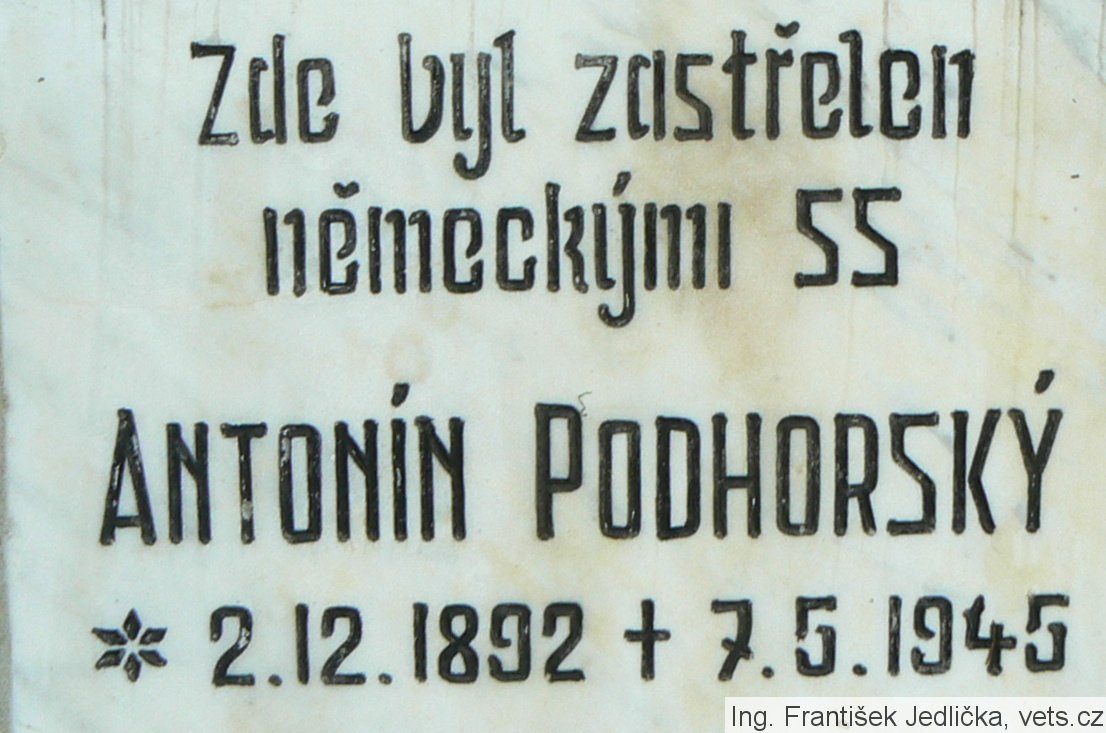 Zde byl zastřelen
německými SS
ANTONÍN PODHORSKÝ
* 2.12.1892 † 7.5.1945
Ing. František Jedlička, vets.cz